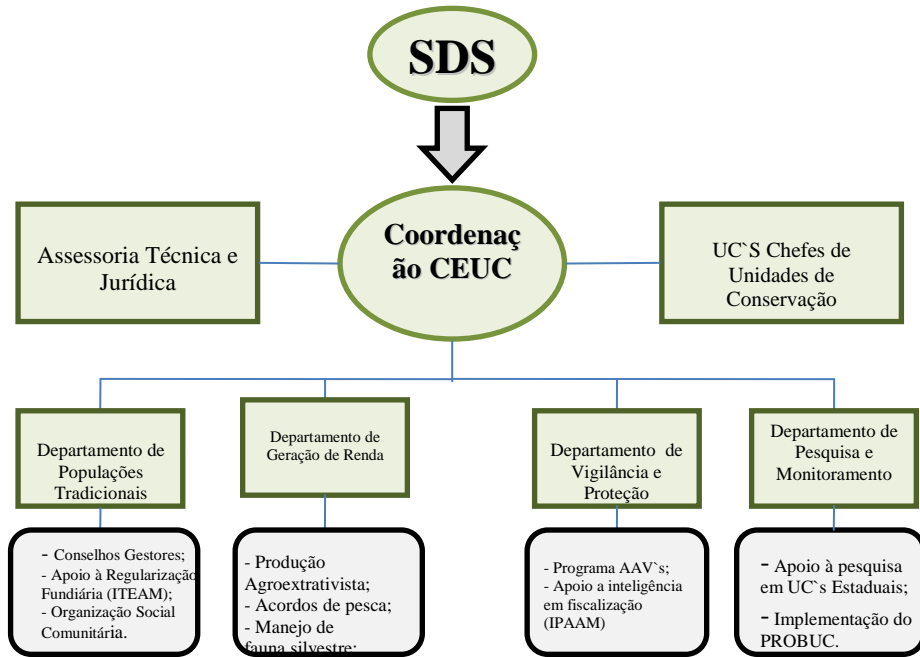 SDS
Coordenaç
ão CEUC
Assessoria Técnica e
Jurídica
UC`S Chefes de
Unidades de
Conservação
Departamento de
Populações
Tradicionais
Departamento de
Geração de Renda
Departamento de
Vigilância e
Proteção
Departamento de
Pesquisa e
Monitoramento
- Conselhos Gestores;
- Apoio à Regularização
Fundiária (ITEAM);
- Organização Social
Comunitária.
- Produção
Agroextrativista;
- Acordos de pesca;
- Manejo de
fauna silvestre;
- Programa AAV`s;
- Apoio a inteligência
em fiscalização
(IPAAM)
- Apoio à pesquisa
em UC`s Estaduais;
- Implementação do
PROBUC.